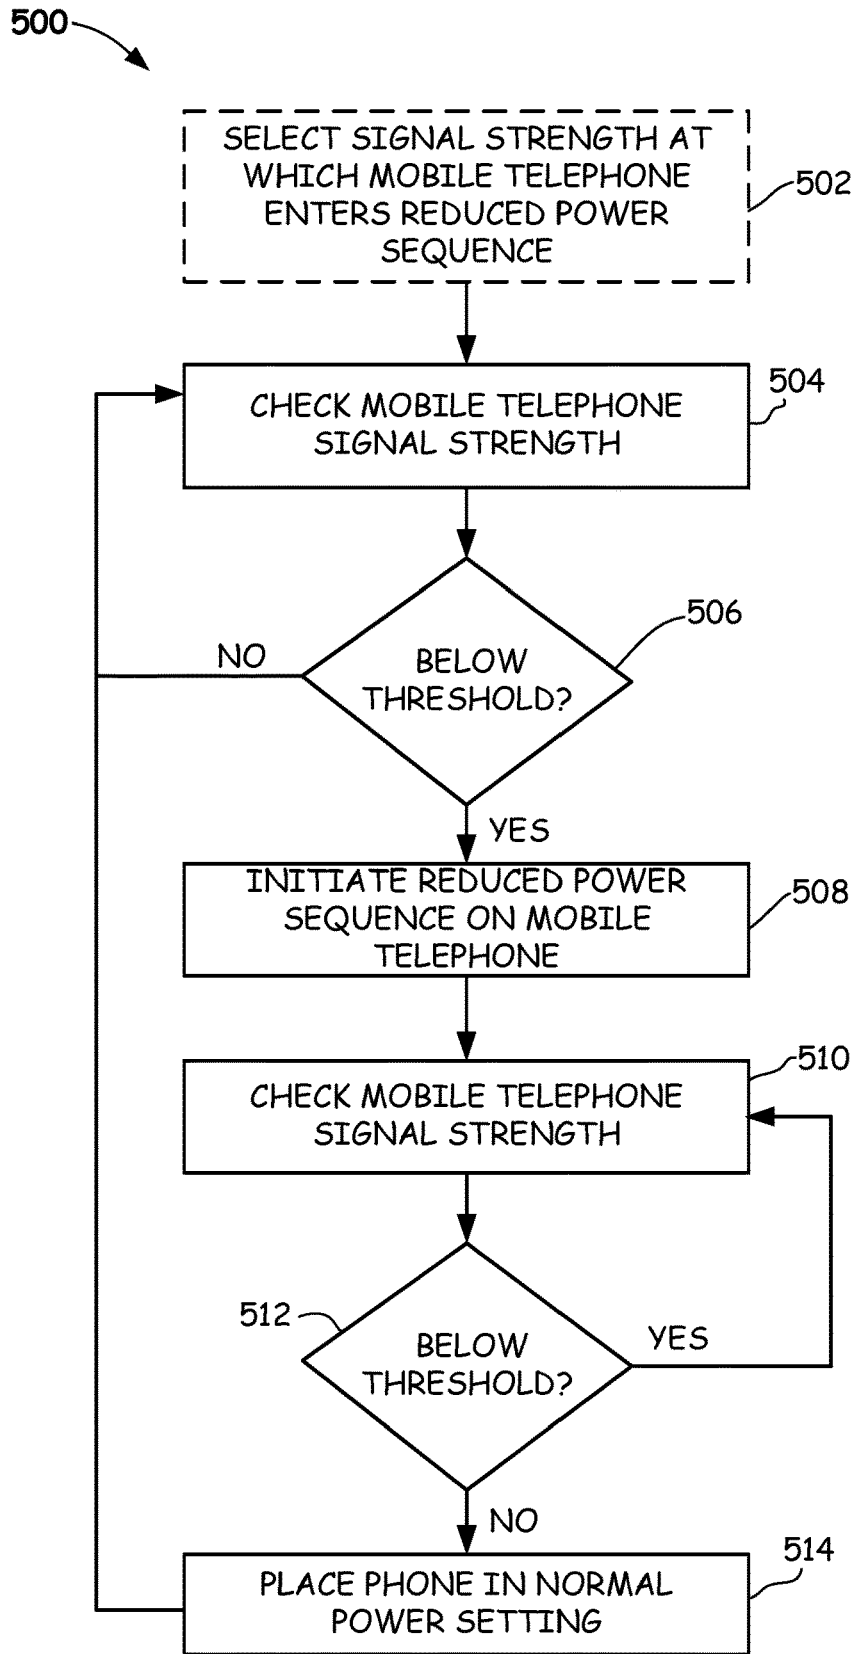 500
SELECT SIGNAL STRENGTH AT
WHICH MOBILE TELEPHONE
ENTERS REDUCED POWER
SEQUENCE
502
CHECK MOBILE TELEPHONE
SIGNAL STRENGTH
504
BELOW
THRESHOLD?
506
NO
YES
INITIATE REDUCED POWER
SEQUENCE ON MOBILE
TELEPHONE
508
CHECK MOBILE TELEPHONE
SIGNAL STRENGTH
510
512
BELOW
THRESHOLD?
YES
NO
PLACE PHONE IN NORMAL
POWER SETTING
514